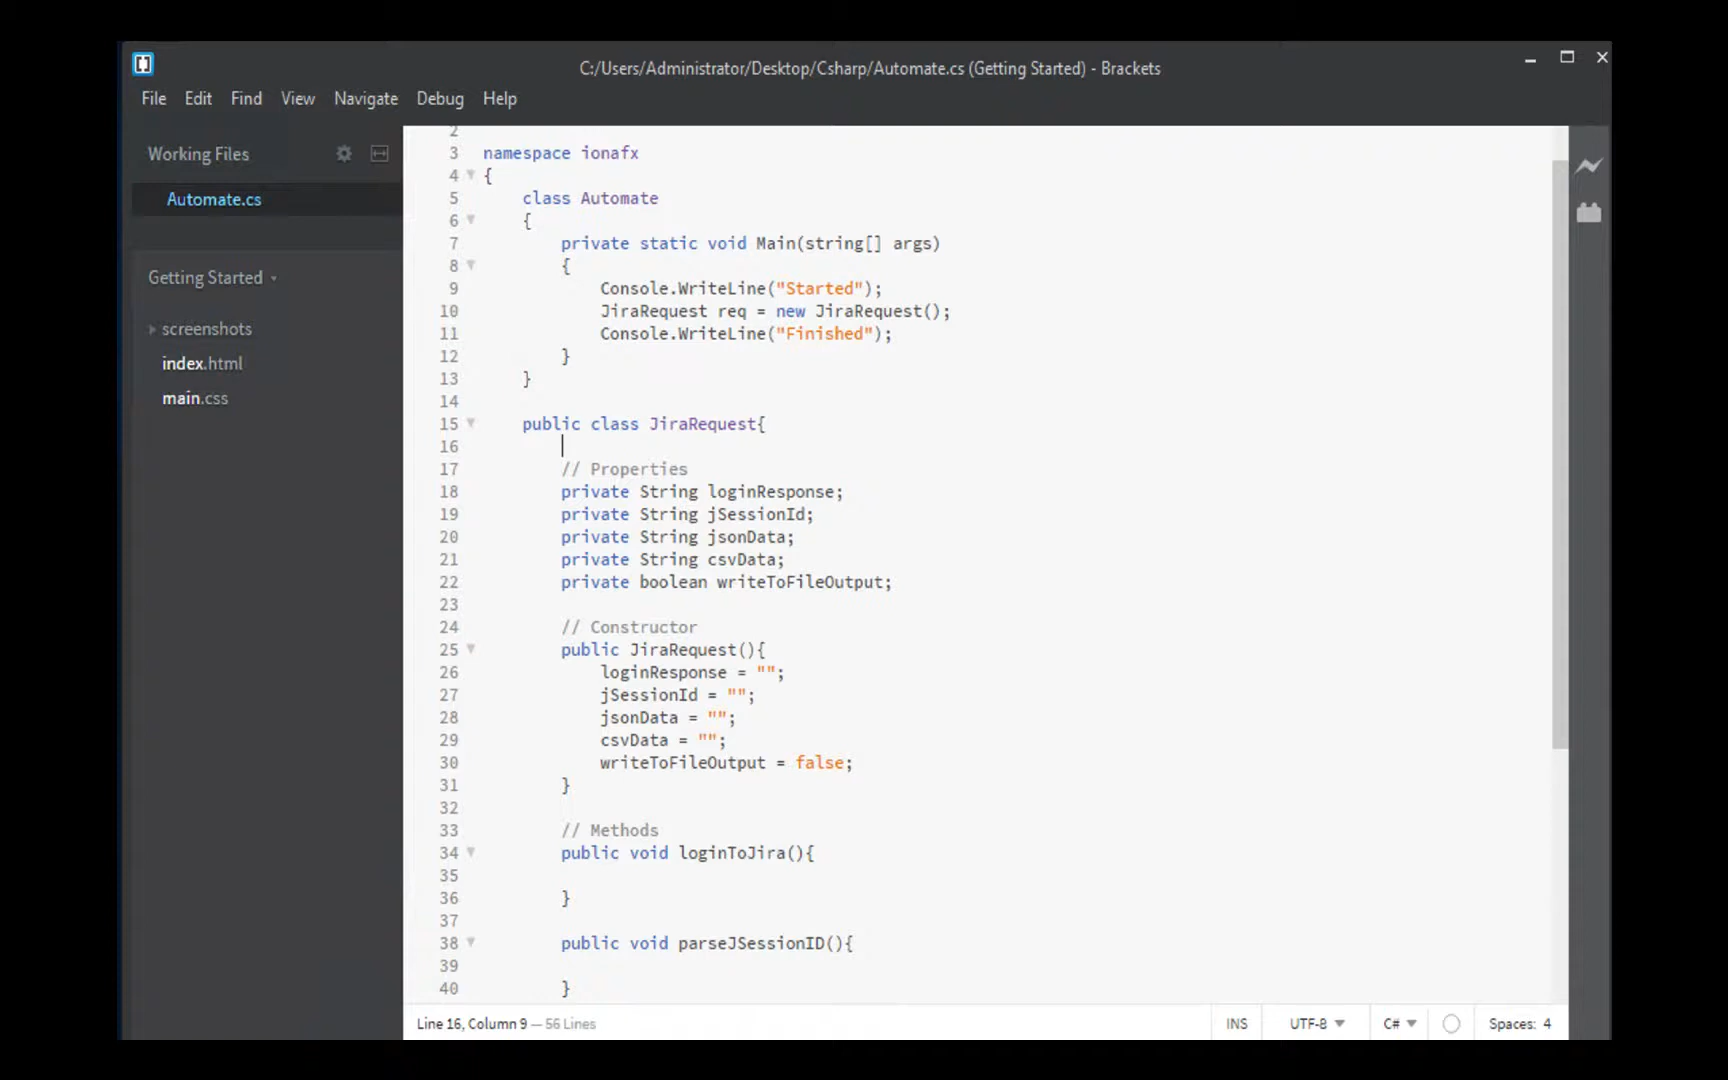 C:/Users/Administrator/Desktop/Csharp/Automate.cs (Getting Started) - Brackets
File Edit Find View Navigate Debug Help
Working Files
Automate.cs
Getting Started
screenshots
index.html
main.css
2
3 namespace ionafx
4 {
5 class Automate
6 {
7 private static void Main(string[] args)
8 {
9 Console.WriteLine("Started");
10 JiraRequest req = new JiraRequest();
11 Console.WriteLine("Finished");
12 }
13 }
14
15 public class JiraRequest{
16
17 // Properties
18 private String loginResponse;
19 private String jSessionId;
20 private String jsonData;
21 private String csvData;
22 private boolean writeToFileOutput;
23
24 // Constructor
25 public JiraRequest(){
26 loginResponse = "";
27 jSessionId = "";
28 jsonData = "";
29 csvData = "";
30 writeToFileOutput = false;
31 }
32
33 // Methods
34 public void loginToJira(){
35
36 }
37
38 public void parseJSessionID(){
39
40 }
Line 16, Column 9 — 56 Lines INS UTF-8 C# Spaces: 4